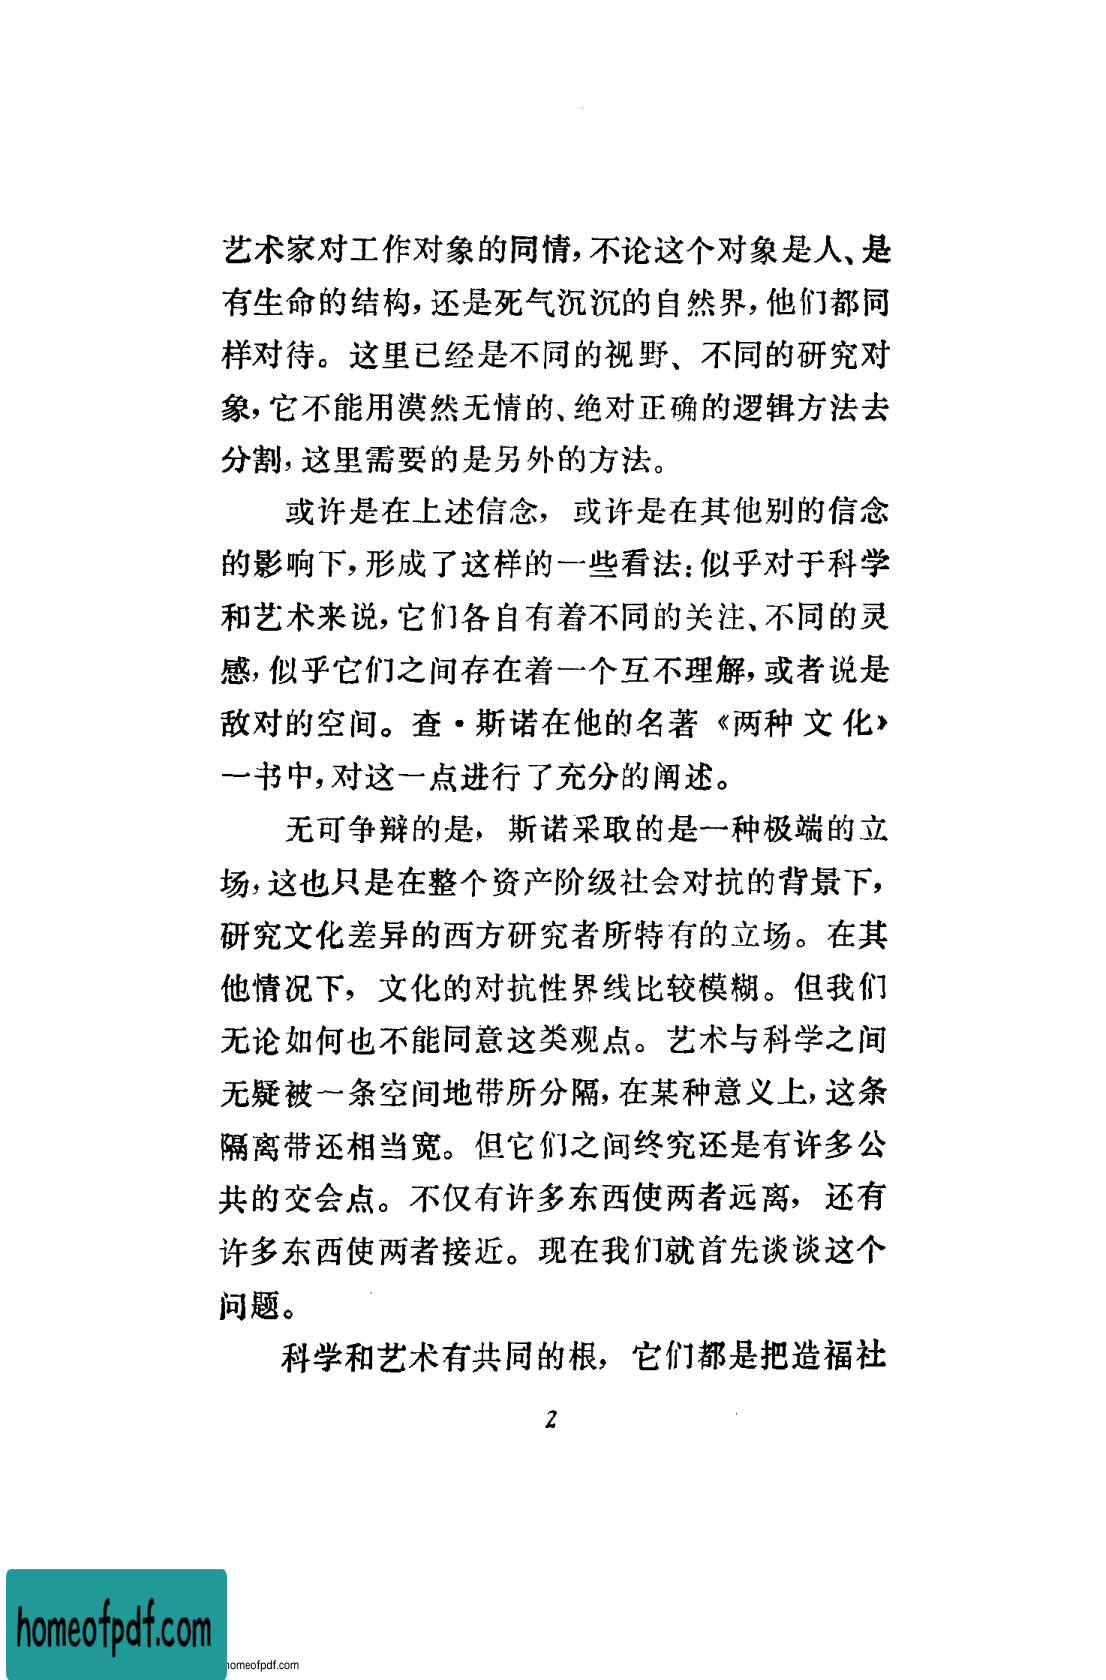 艺术家对工作对象的同情，不论这个对象是人、是
有生命的结构，还是死气沉沉的自然界，他们都同
样对待。这里已经是不同的视野、不同的研究对
象，它不能用漠然无情的、绝对正确的逻辑方法去
分割，这里需要的是另外的方法。
或许是在上述信念，或许是在其他别的信念
的影响下，形成了这样的一些看法：似乎对于科学
和艺术来说，它们各自有着不同的关注、不同的灵
感，似乎它们之间存在着一个互不理解，或者说是
敌对的空间。查·斯诺在他的名著《两种文化》
一书中，对这一点进行了充分的阐述。
无可争辩的是，斯诺采取的是一种极端的立
场，这也只是在整个资产阶级社会对抗的背景下，
研究文化差异的西方研究者所特有的立场。在其
他情况下，文化的对抗性界线比较模糊。但我们
无论如何也不能同意这类观点。艺术与科学之间
无疑被一条空间地带所分隔，在某种意义上，这条
隔离带还相当宽。但它们之间终究还是有许多公
共的交会点。不仅有许多东西使两者远离，还有
许多东西使两者接近。现在我们就首先谈谈这个
问题。
科学和艺术有共同的根，它们都是把造福社
2
homeofpdf.com
homeofpdf.com